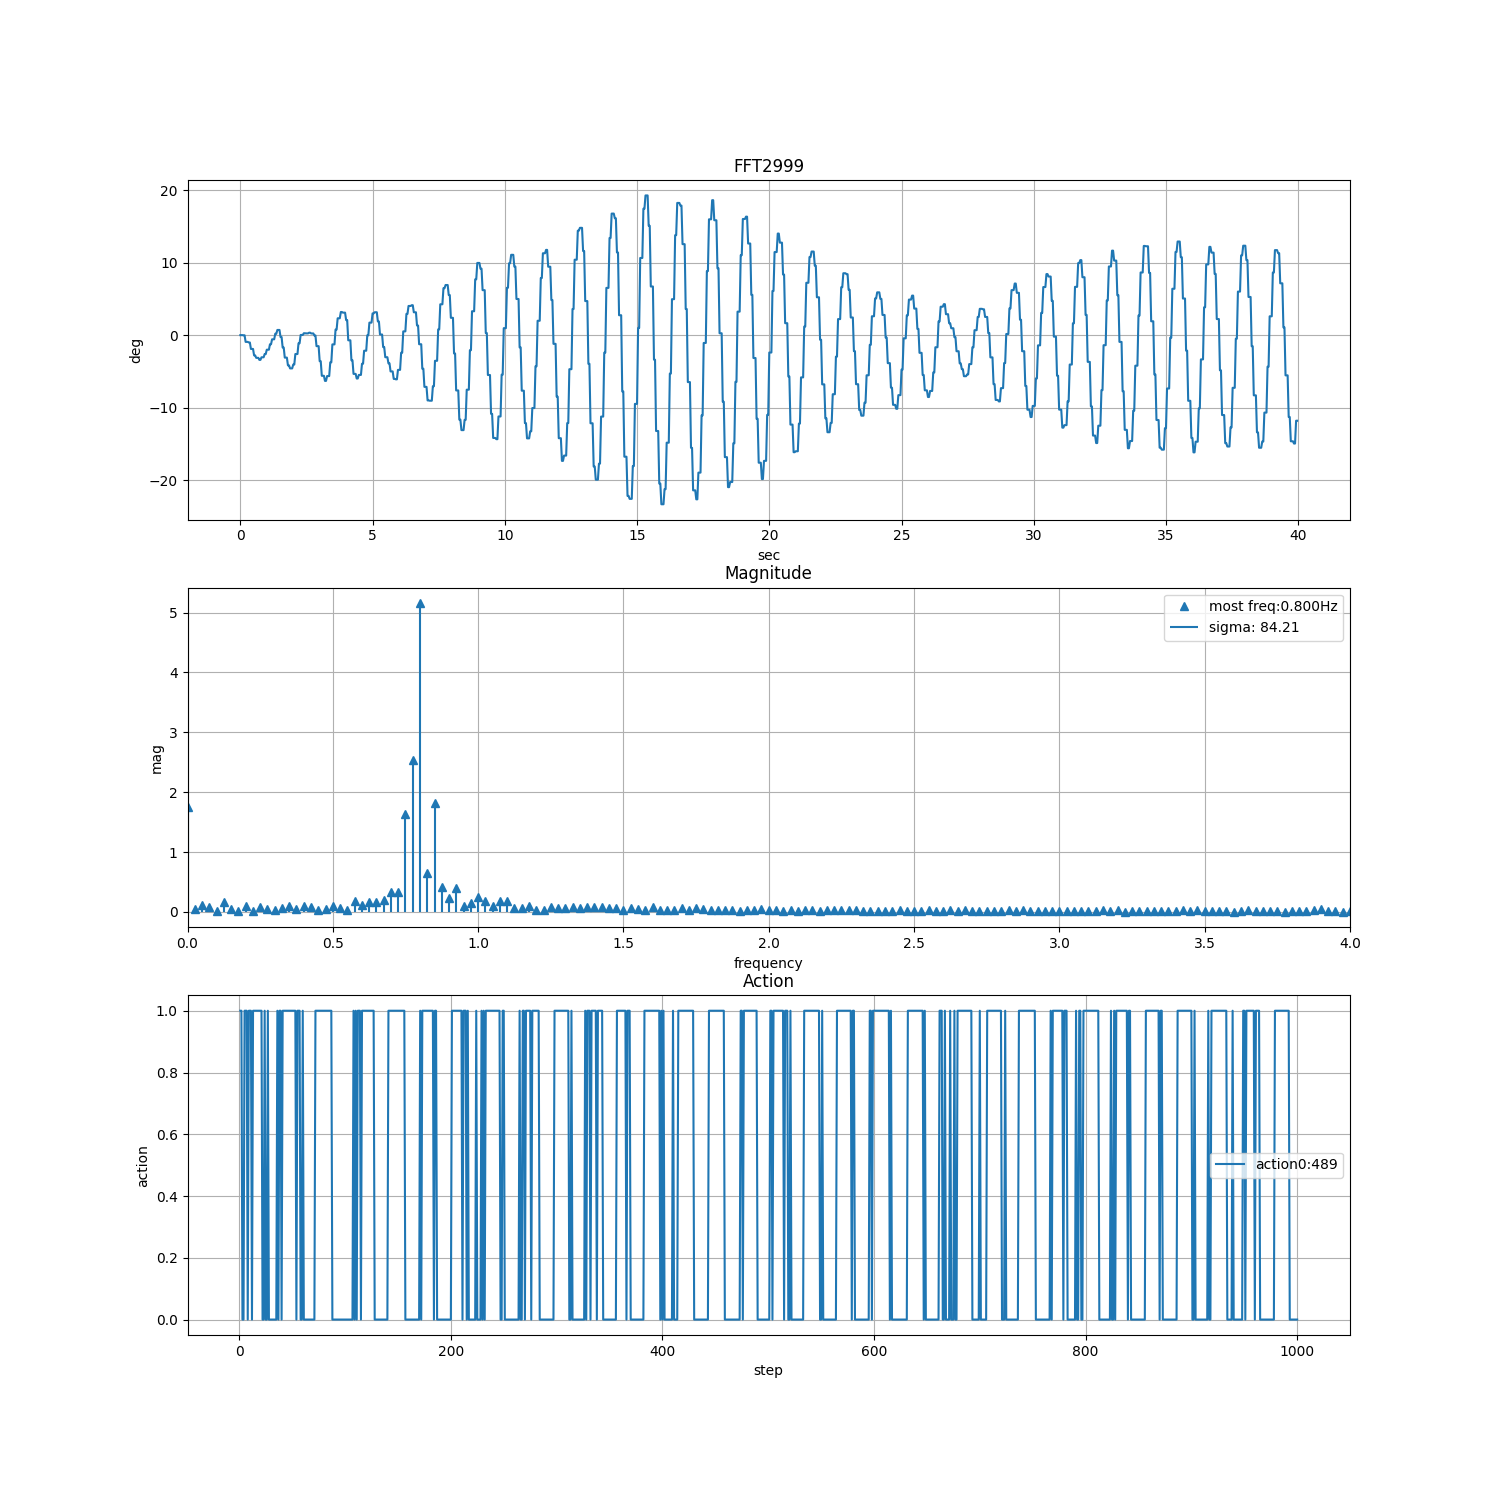 FFT2999
20
10
0
−10
−20
deg
0 5 10 15 20 25 30 35 40
sec
Magnitude
most freq:0.800Hz
sigma: 84.21
5
4
3
2
1
0
mag
0.0 0.5 1.0 1.5 2.0 2.5 3.0 3.5 4.0
frequency
Action
1.0
0.8
0.6
0.4
0.2
0.0
action
action0:489
0 200 400 600 800 1000
step